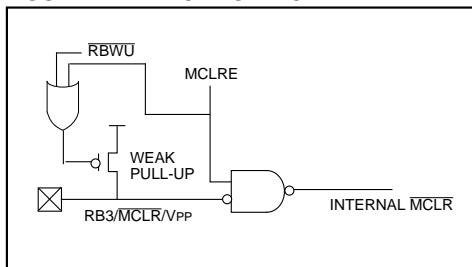 RBWU
MCLRE
WEAK
PULL-UP
RB3/MCLR/VPP
INTERNAL MCLR